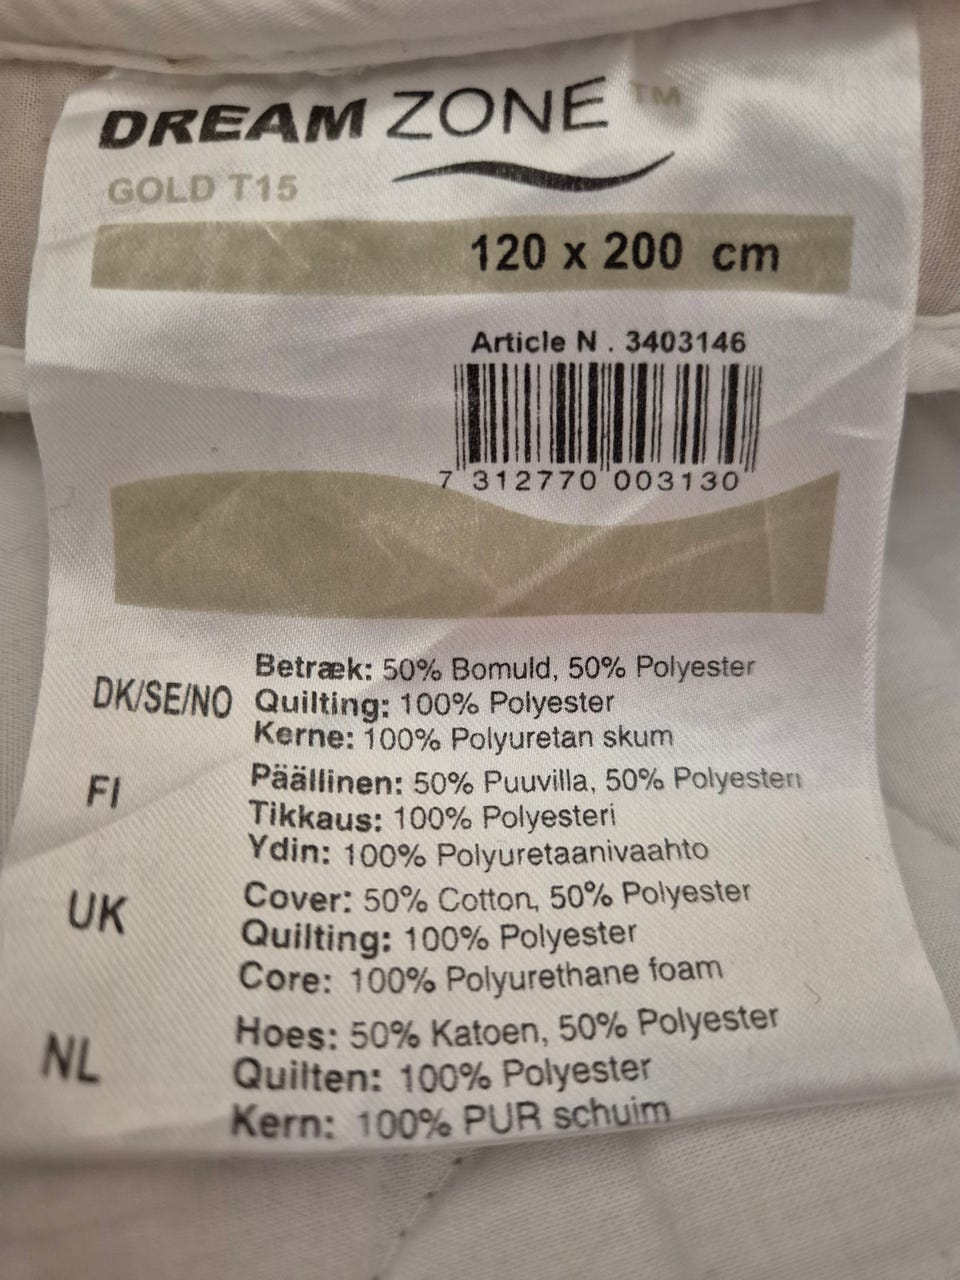 DREAM ZONE™
GOLD T15
120 x 200 cm
Article N . 3403146
7 312770 003130
DK/SE/NO
Betræk: 50% Bomuld, 50% Polyester
Quilting: 100% Polyester
Kerne: 100% Polyuretan skum
FI
Päällinen: 50% Puuvilla, 50% Polyesteri
Tikkaus: 100% Polyesteri
Ydin: 100% Polyuretaanivaahto
UK
Cover: 50% Cotton, 50% Polyester
Quilting: 100% Polyester
Core: 100% Polyurethane foam
NL
Hoes: 50% Katoen, 50% Polyester
Quilten: 100% Polyester
Kern: 100% PUR schuim